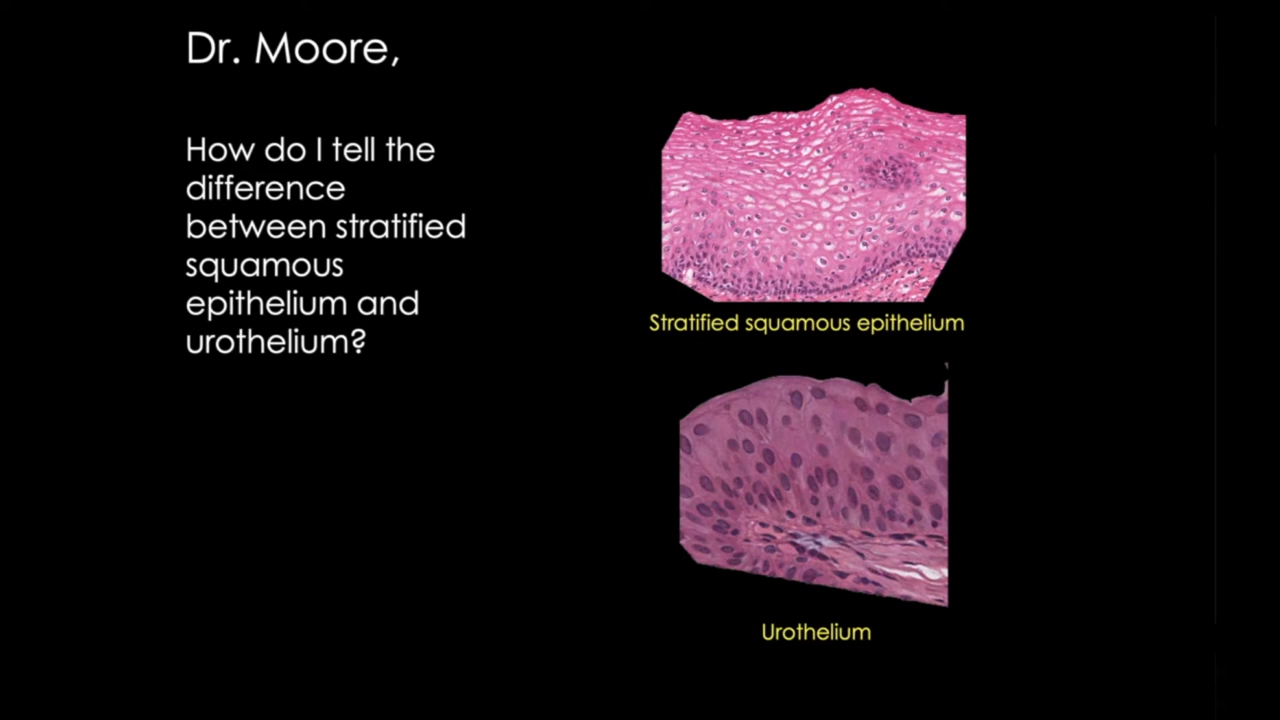 Dr. Moore,
How do I tell the
difference
between stratified
squamous
epithelium and
urothelium?
Stratified squamous epithelium
Urothelium